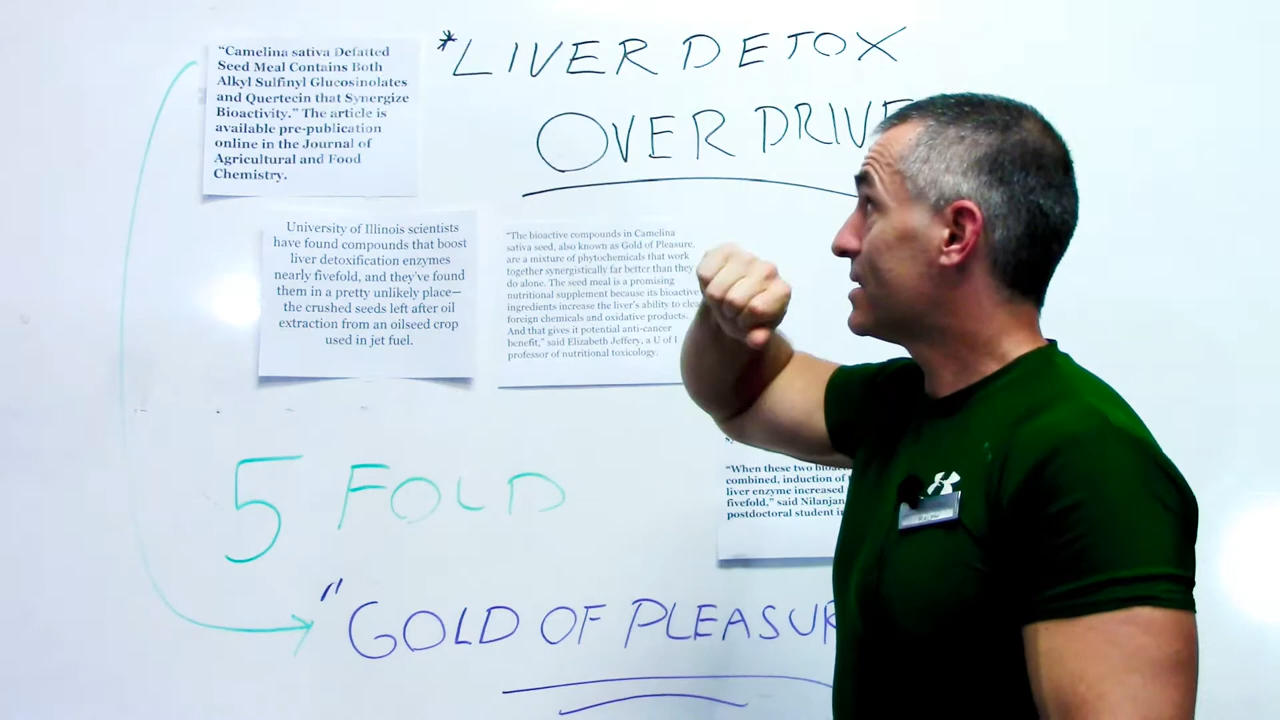 *LIVER DETOX
OVER DRIV
"Camelina sativa Defatted
Seed Meal Contains Both
Alkyl Sulfinyl Glucosinolates
and Quertecin that Synergize
Bioactivity." The article is
available pre-publication
online in the Journal of
Agricultural and Food
Chemistry.
University of Illinois scientists
have found compounds that boost
liver detoxification enzymes
nearly fivefold, and they've found
them in a pretty unlikely place—
the crushed seeds left after oil
extraction from an oilseed crop
used in jet fuel.
"The bioactive compounds in Camelina
sativa seed, also known as Gold of Pleasure,
are a mixture of phytochemicals that work
together synergistically far better than they
do alone. The seed meal is a promising
nutritional supplement because its bioactive
ingredients increase the liver's ability to clea
foreign chemicals and oxidative products.
And that gives it potential anti-cancer
benefit," said Elizabeth Jeffery, a U of I
professor of nutritional toxicology.
5 FOLD
"When these two bioac
combined, induction of
liver enzyme increased
fivefold," said Nilanjan
postdoctoral student i
"GOLD OF PLEASUR